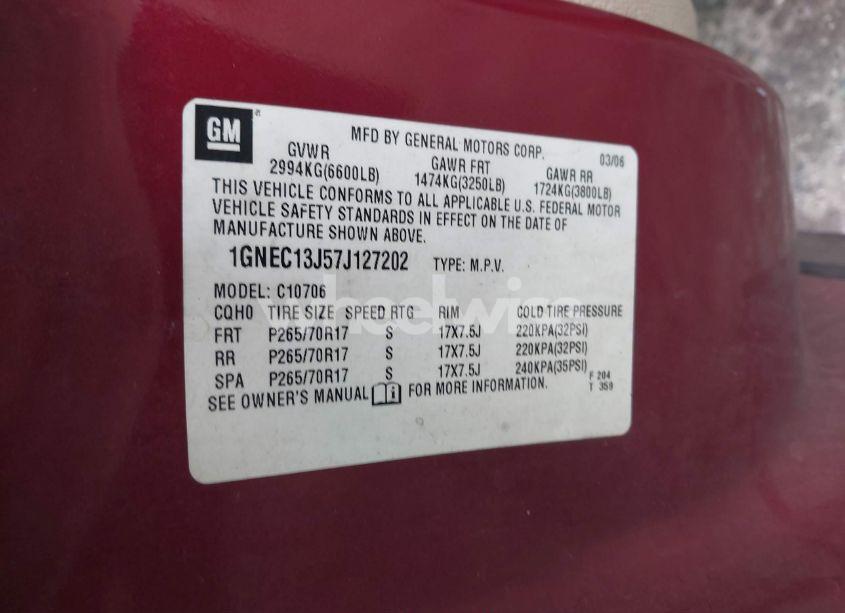 GM
MFD BY GENERAL MOTORS CORP. 03/06
GVWR GAWR FRT GAWR RR
2994KG(6600LB) 1474KG(3250LB) 1724KG(3800LB)
THIS VEHICLE CONFORMS TO ALL APPLICABLE U.S. FEDERAL MOTOR
VEHICLE SAFETY STANDARDS IN EFFECT ON THE DATE OF
MANUFACTURE SHOWN ABOVE.
1GNEC13J57J127202 TYPE: M.P.V.
MODEL: C10706
CQH0 TIRE SIZE SPEED RTG RIM COLD TIRE PRESSURE
FRT P265/70R17 S 17X7.5J 220KPA(32PSI)
RR P265/70R17 S 17X7.5J 220KPA(32PSI)
SPA P265/70R17 S 17X7.5J 240KPA(35PSI)
SEE OWNER'S MANUAL FOR MORE INFORMATION.
F 204
T 359
wheelwise